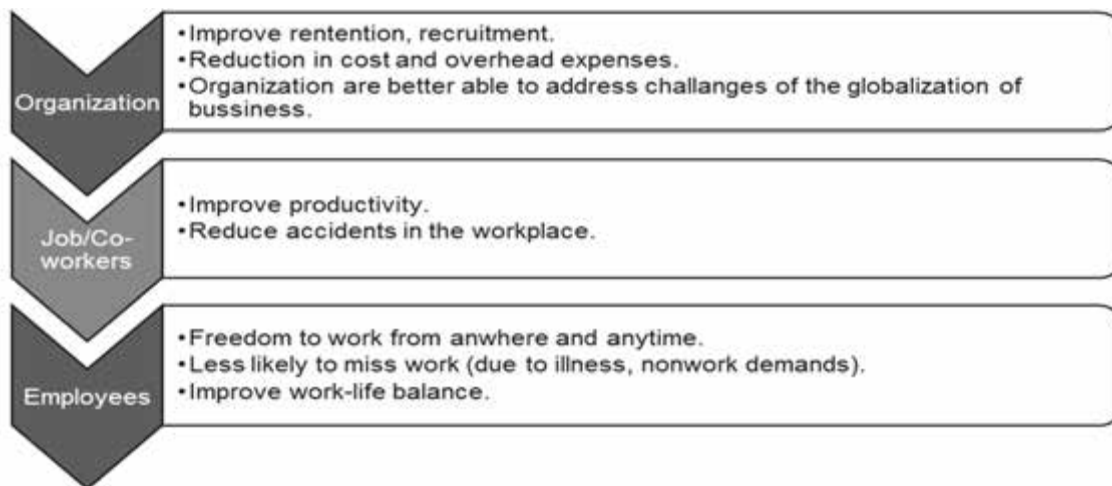 Organization
•Improve rentention, recruitment.
•Reduction in cost and overhead expenses.
•Organization are better able to address challanges of the globalization of
bussiness.
Job/Co-
workers
•Improve productivity.
•Reduce accidents in the workplace.
Employees
•Freedom to work from anwhere and anytime.
•Less likely to miss work (due to illness, nonwork demands).
•Improve work-life balance.